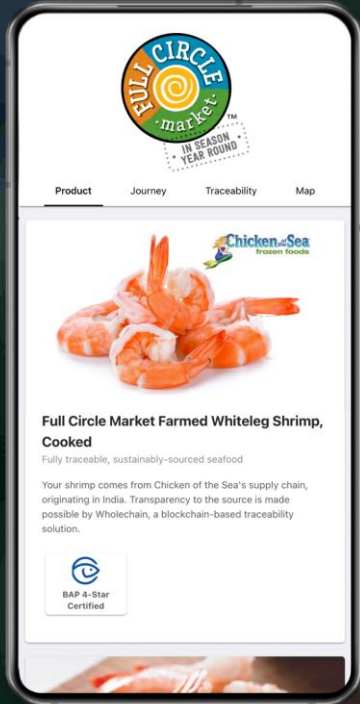 FULL CIRCLE
·market·
TM
IN SEASON
YEAR ROUND
Product Journey Traceability Map
Chicken of the Sea
frozen foods
Full Circle Market Farmed Whiteleg Shrimp,
Cooked
Fully traceable, sustainably-sourced seafood
Your shrimp comes from Chicken of the Sea's supply chain,
originating in India. Transparency to the source is made
possible by Wholechain, a blockchain-based traceability
solution.
BAP 4-Star
Certified